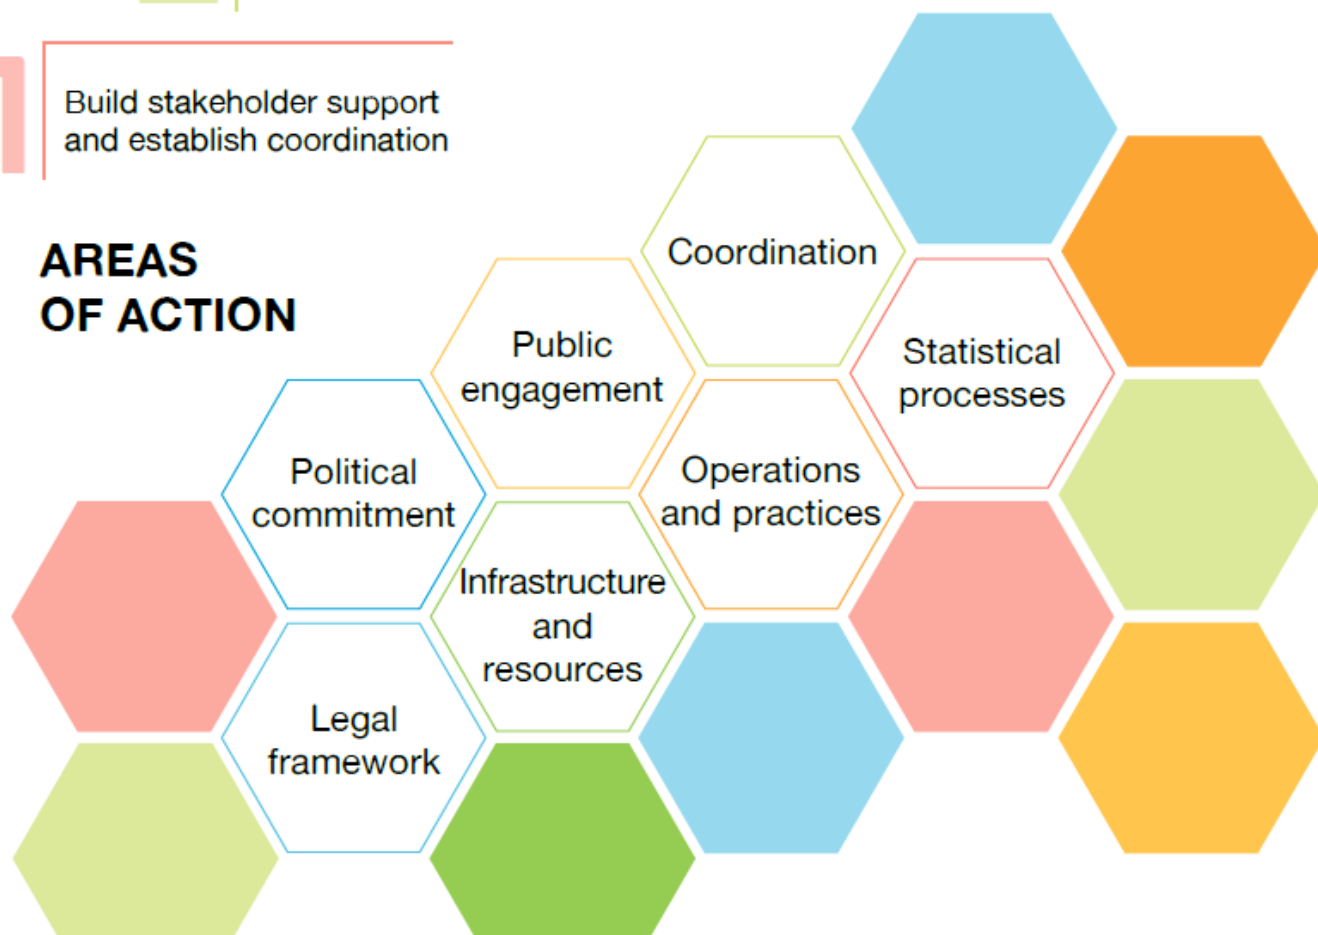 1
Build stakeholder support
and establish coordination
AREAS
OF ACTION
Coordination
Public
engagement
Statistical
processes
Political
commitment
Operations
and practices
Infrastructure
and
resources
Legal
framework